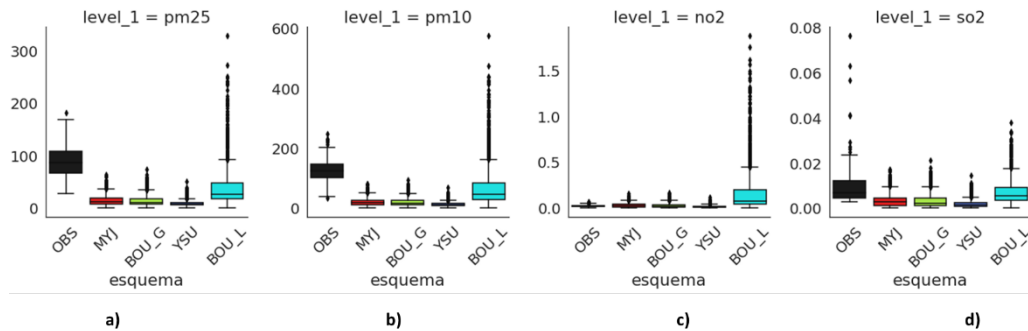 level_1 = pm25
300
200
100
0
OBS
MYJ
BOU_G
YSU
BOU_L
esquema
a)
level_1 = pm10
600
400
200
0
OBS
MYJ
BOU_G
YSU
BOU_L
esquema
b)
level_1 = no2
1.5
1.0
0.5
0.0
OBS
MYJ
BOU_G
YSU
BOU_L
esquema
c)
level_1 = so2
0.08
0.06
0.04
0.02
0.00
OBS
MYJ
BOU_G
YSU
BOU_L
esquema
d)